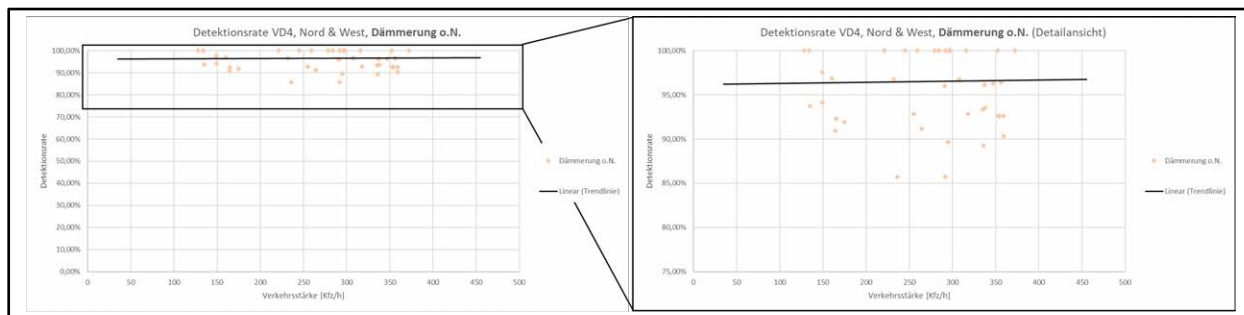 Detektionsrate VD4, Nord & West, Dämmerung o.N.
100,00%
90,00%
80,00%
70,00%
60,00%
50,00%
40,00%
30,00%
20,00%
10,00%
0,00%
Detektionsrate
0 50 100 150 200 250 300 350 400 450 500
Verkehrsstärke [Kfz/h]
Dämmerung o.N.
Linear (Trendlinie)
Detektionsrate VD4, Nord & West, Dämmerung o.N. (Detailansicht)
100,00%
95,00%
90,00%
85,00%
80,00%
75,00%
Detektionsrate
0 50 100 150 200 250 300 350 400 450 500
Verkehrsstärke [Kfz/h]
Dämmerung o.N.
Linear (Trendlinie)